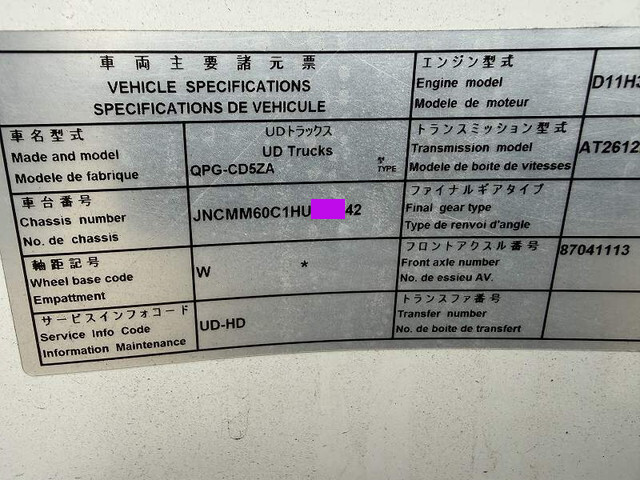 車両主要諸元票
VEHICLE SPECIFICATIONS
SPECIFICATIONS DE VEHICULE
車名型式
Made and model
Modele de fabrique
UDトラックス
UD Trucks
QPG-CD5ZA
型
TYPE
車台番号
Chassis number
No. de chassis
JNCMM60C1HU 42
軸距記号
Wheel base code
Empattment
W *
サービスインフォコード
Service Info Code
Information Maintenance
UD-HD
エンジン型式
Engine model
Modele de moteur
D11H3
トランスミッション型式
Transmission model
Modele de boite de vitesses
AT2612
ファイナルギアタイプ
Final gear type
Type de renvoi d'angle
フロントアクスル番号
Front axle number
No. de essieu AV.
87041113
トランスファ番号
Transfer number
No. de boite de transfert